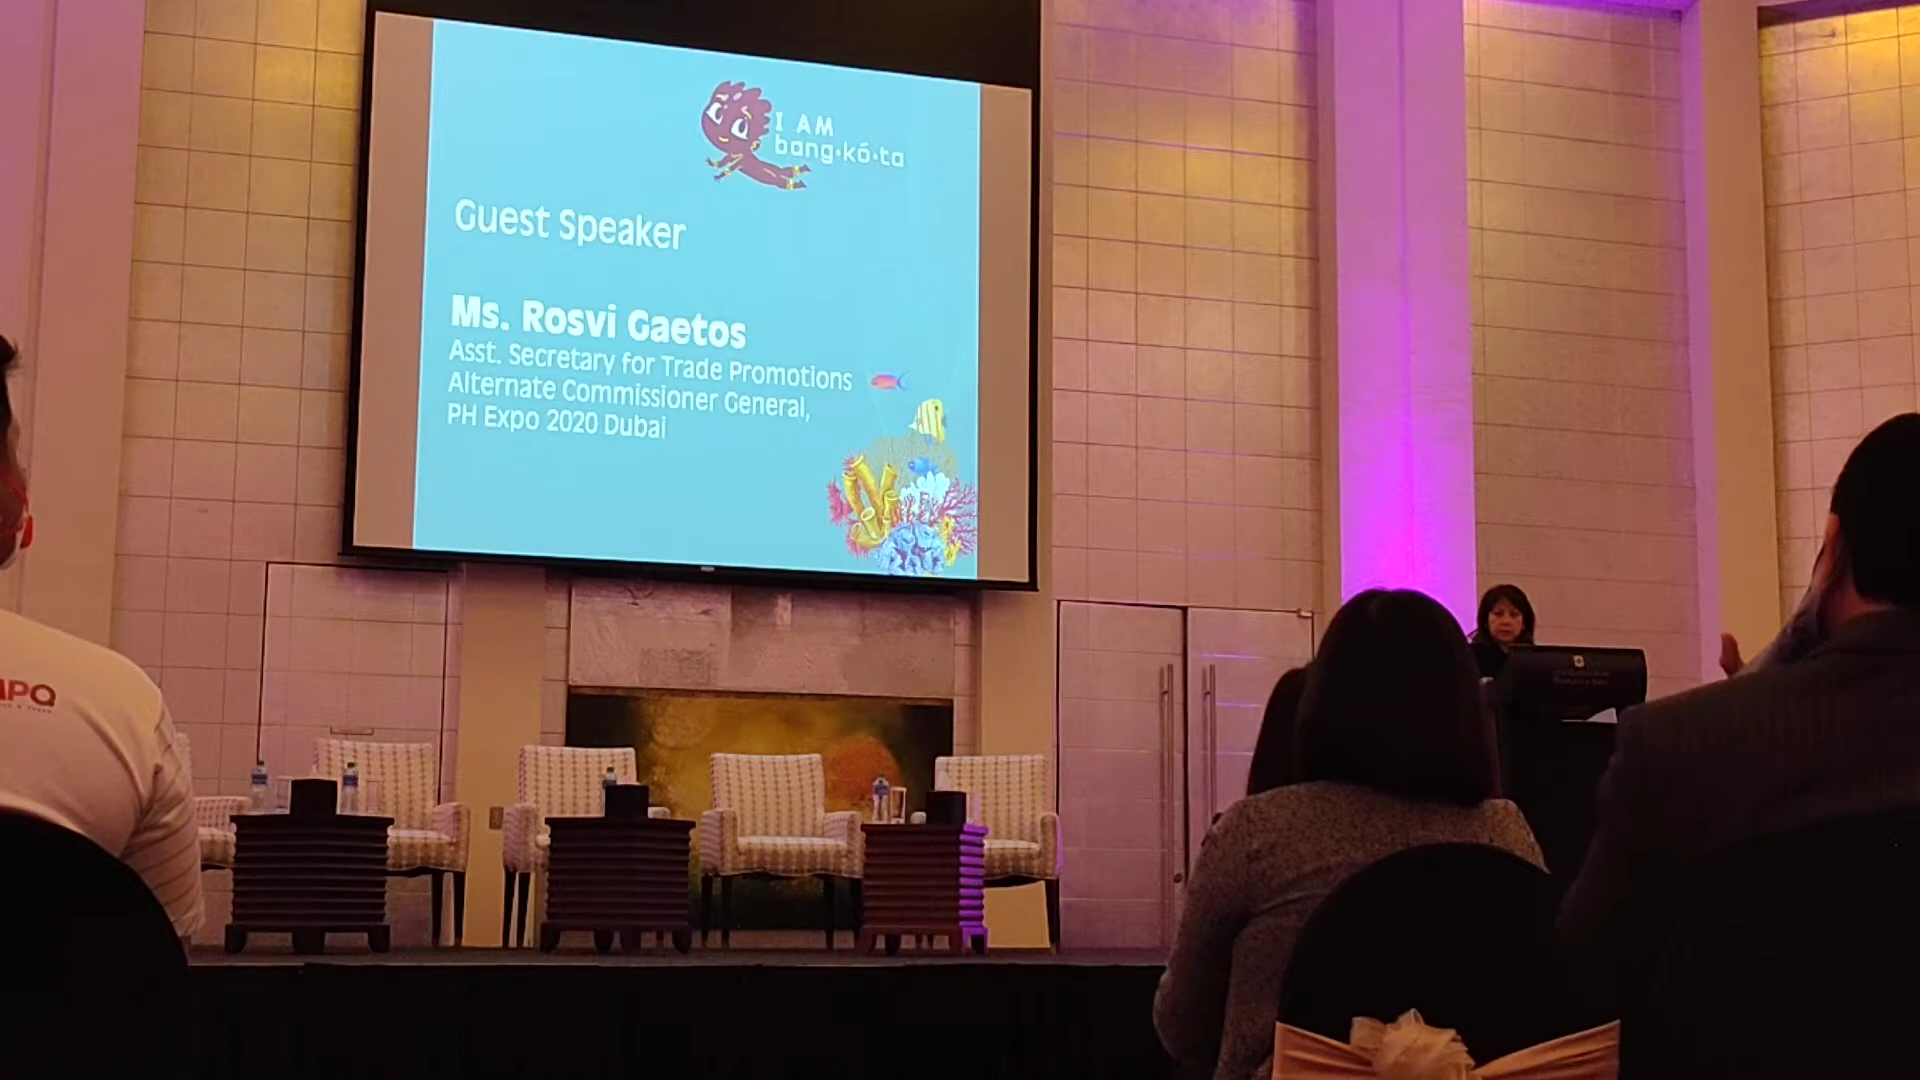 I AM
bang•kó•ta
Guest Speaker
Ms. Rosvi Gaetos
Asst. Secretary for Trade Promotions
Alternate Commissioner General,
PH Expo 2020 Dubai